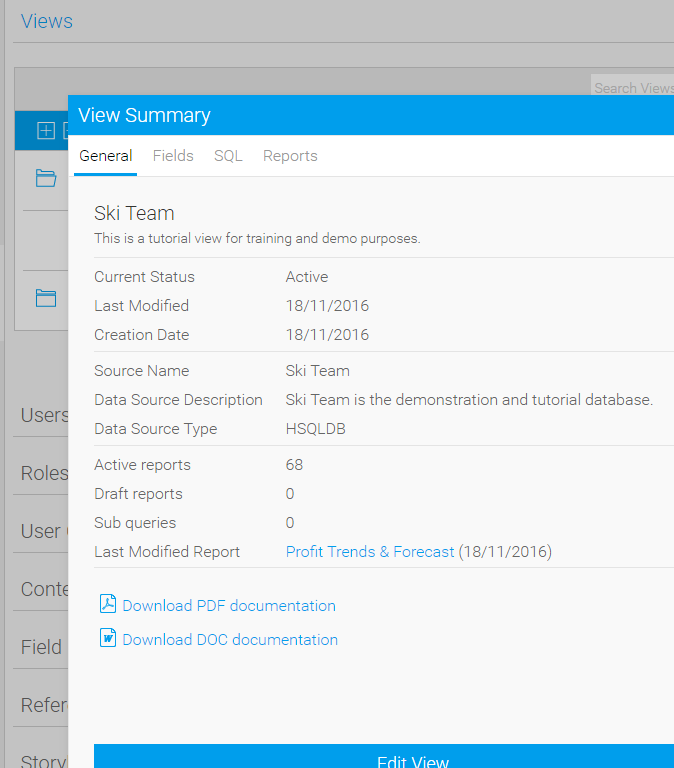 Views
Search Views
View Summary
General Fields SQL Reports
Ski Team
This is a tutorial view for training and demo purposes.
Current Status Active
Last Modified 18/11/2016
Creation Date 18/11/2016
Source Name Ski Team
Data Source Description Ski Team is the demonstration and tutorial database.
Data Source Type HSQLDB
Users
Active reports 68
Roles
Draft reports 0
Sub queries 0
User
Last Modified Report Profit Trends & Forecast (18/11/2016)
Conte
Download PDF documentation
Download DOC documentation
Field
Refer
Story
Edit View